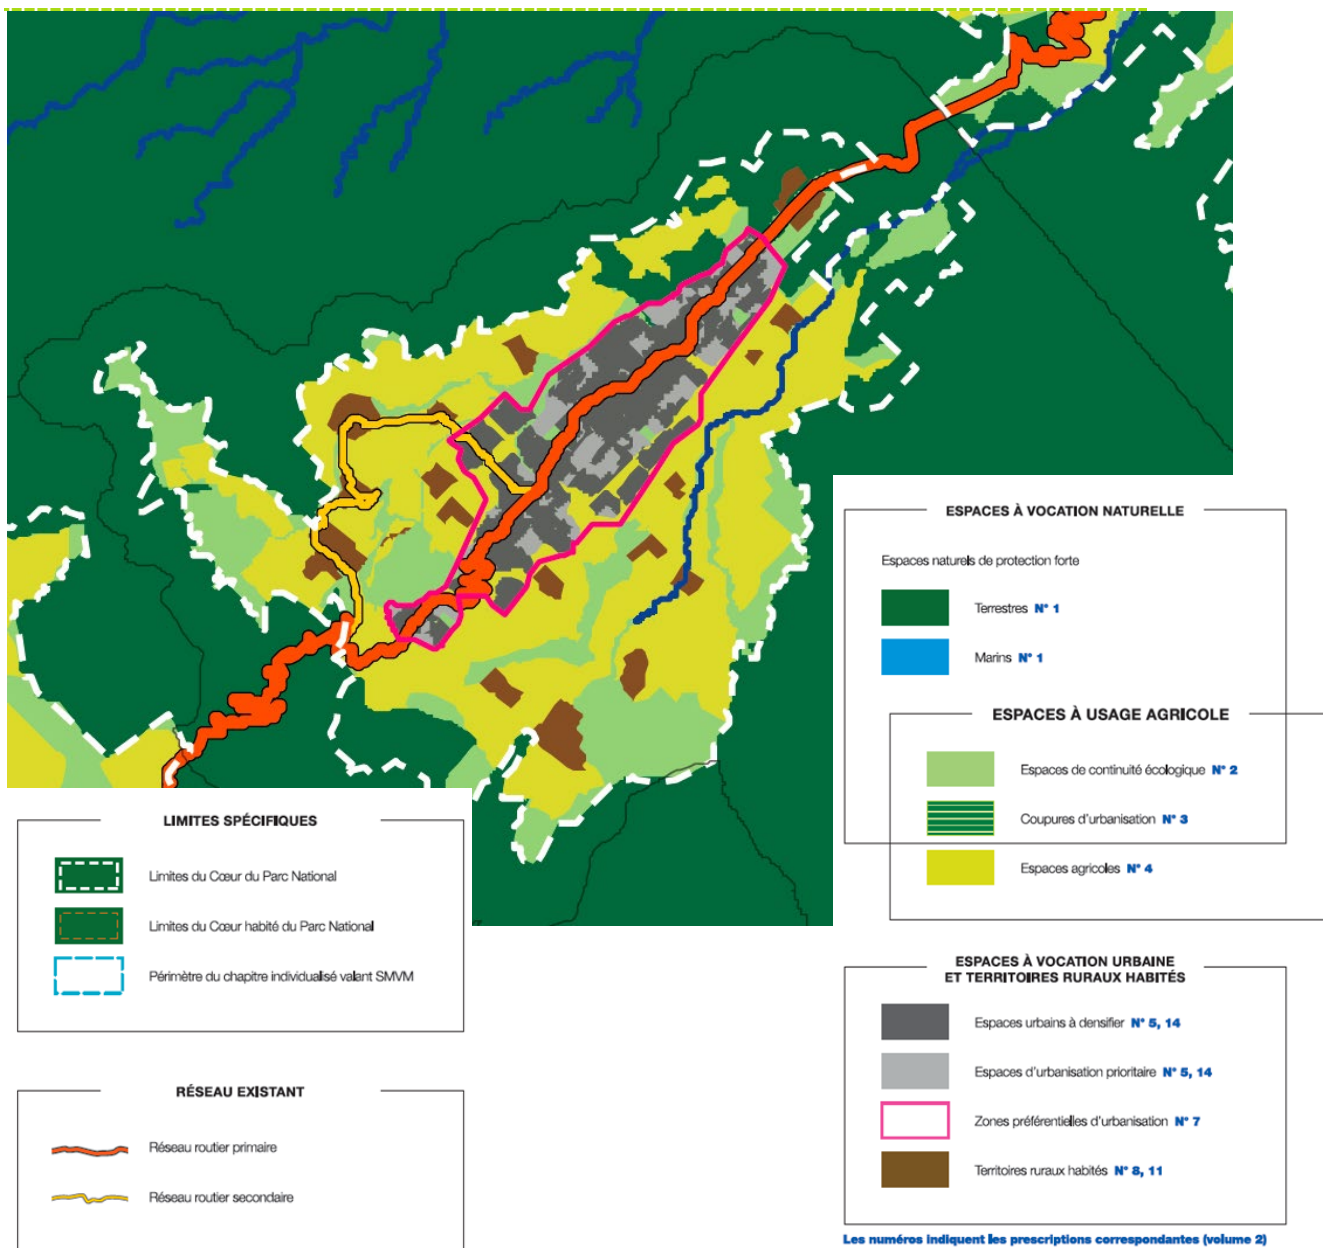 ESPACES À VOCATION NATURELLE
Espaces naturels de protection forte
Terrestres N° 1
Marins N° 1
ESPACES À USAGE AGRICOLE
Espaces de continuité écologique N° 2
Coupures d'urbanisation N° 3
Espaces agricoles N° 4
LIMITES SPÉCIFIQUES
Limites du Cœur du Parc National
Limites du Cœur habité du Parc National
Périmètre du chapitre individualisé valant SMVM
ESPACES À VOCATION URBAINE
ET TERRITOIRES RURAUX HABITÉS
Espaces urbains à densifier N° 5, 14
Espaces d'urbanisation prioritaire N° 5, 14
Zones préférentielles d'urbanisation N° 7
Territoires ruraux habités N° 8, 11
RÉSEAU EXISTANT
Réseau routier primaire
Réseau routier secondaire
Les numéros indiquent les prescriptions correspondantes (volume 2)